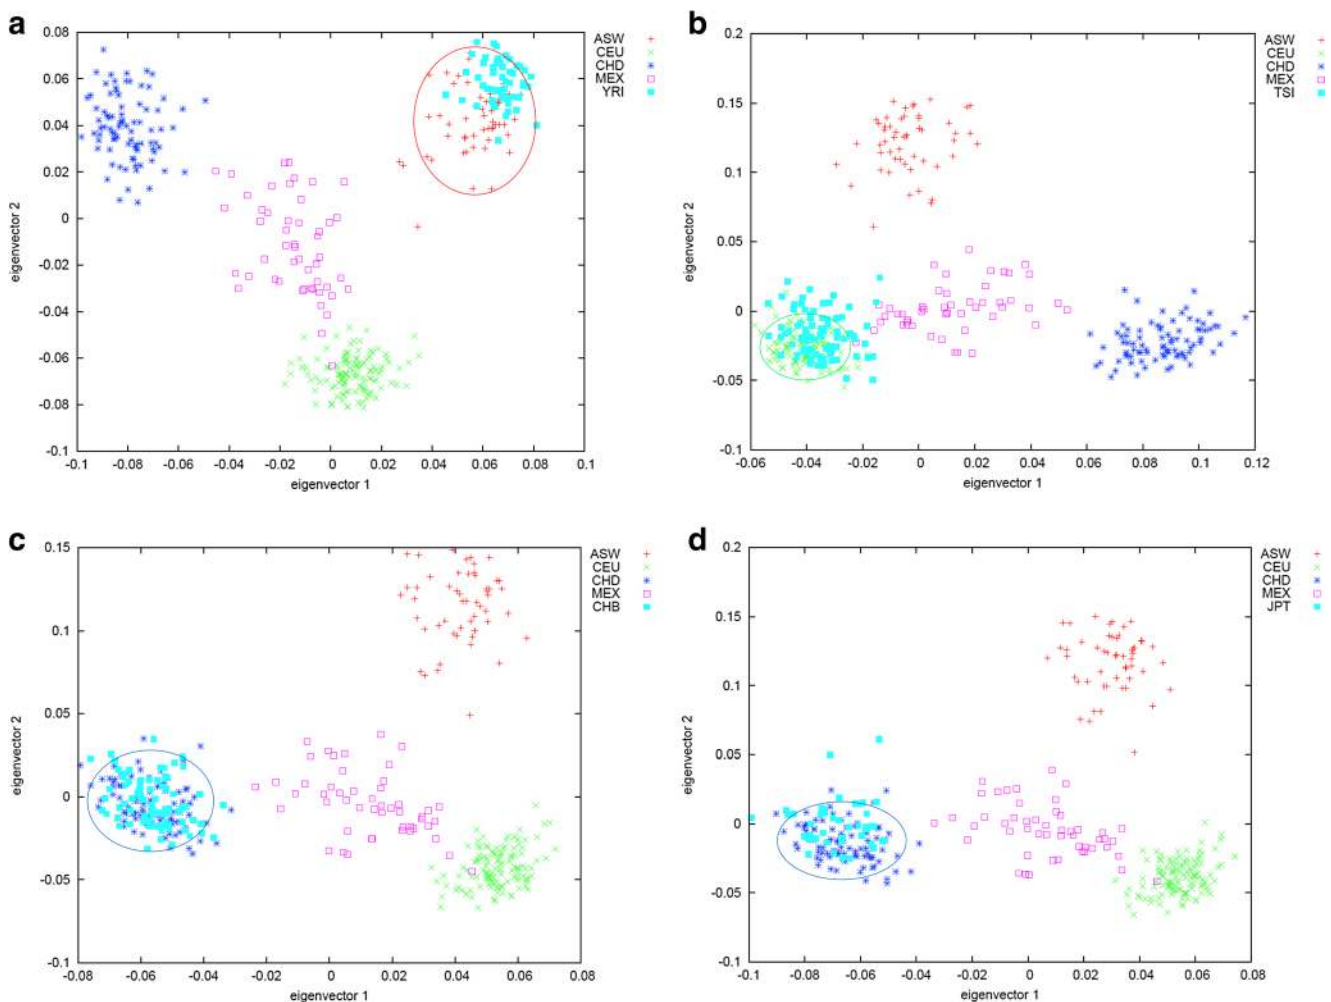 a
0.08
0.06
0.04
0.02
0
-0.02
-0.04
-0.06
-0.08
-0.1
-0.1 -0.08 -0.06 -0.04 -0.02 0 0.02 0.04 0.06 0.08 0.1
eigenvector 2
eigenvector 1
ASW
CEU
CHD
MEX
YRI
b
0.2
0.15
0.1
0.05
0
-0.05
-0.1
-0.06 -0.04 -0.02 0 0.02 0.04 0.06 0.08 0.1 0.12
eigenvector 2
eigenvector 1
ASW
CEU
CHD
MEX
TSI
c
0.15
0.1
0.05
0
-0.05
-0.1
-0.08 -0.06 -0.04 -0.02 0 0.02 0.04 0.06 0.08
eigenvector 2
eigenvector 1
ASW
CEU
CHD
MEX
CHB
d
0.2
0.15
0.1
0.05
0
-0.05
-0.1
-0.1 -0.08 -0.06 -0.04 -0.02 0 0.02 0.04 0.06 0.08
eigenvector 2
eigenvector 1
ASW
CEU
CHD
MEX
JPT